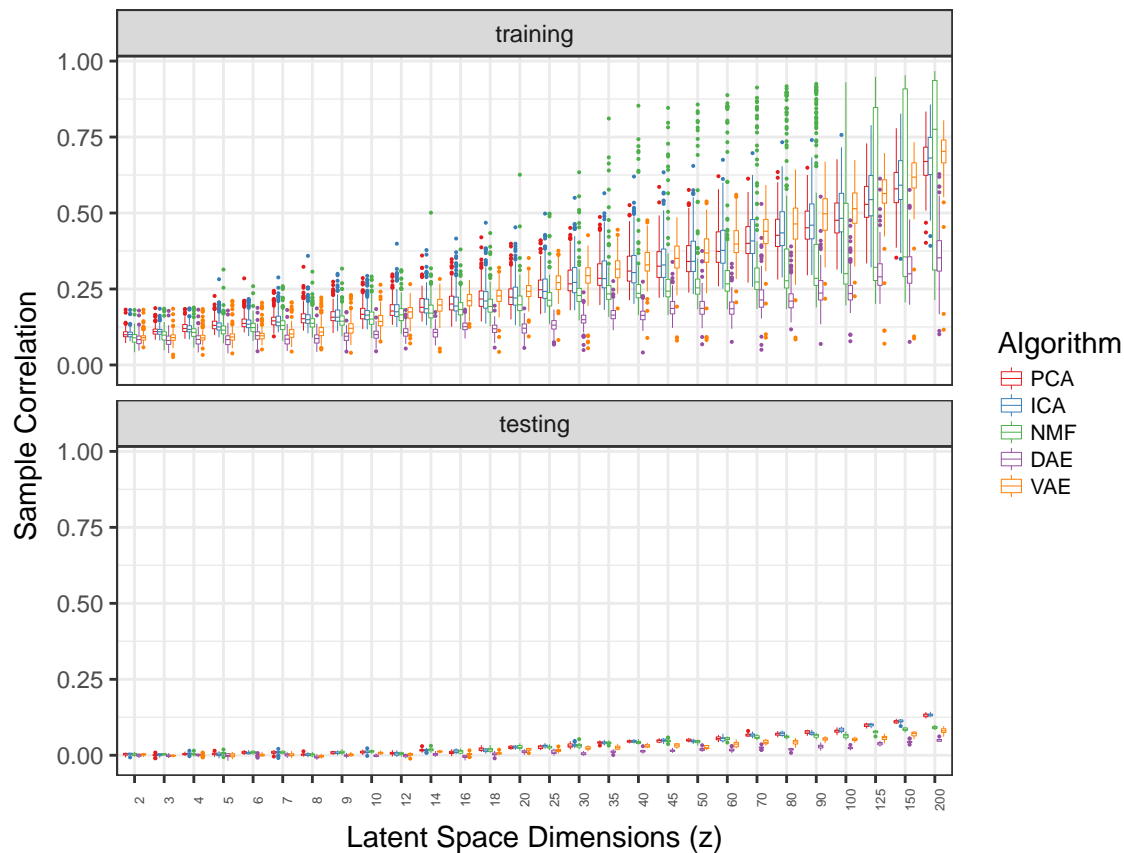 training
1.00
0.75
0.50
0.25
0.00
testing
1.00
0.75
0.50
0.25
0.00
Sample Correlation
2 3 4 5 6 7 8 9 10 12 14 16 18 20 25 30 35 40 45 50 60 70 80 90 100 125 150 200
Latent Space Dimensions (z)
Algorithm
PCA
ICA
NMF
DAE
VAE